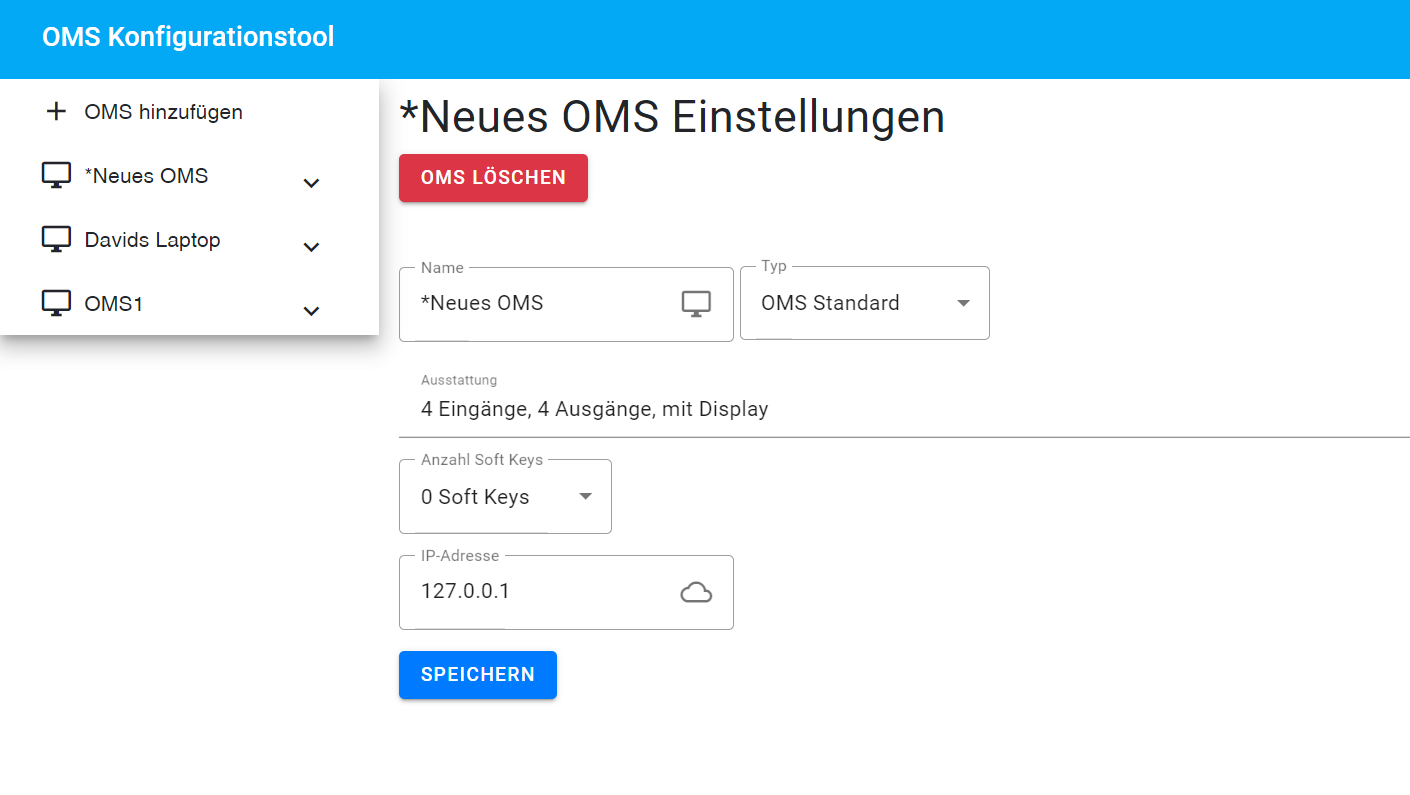 OMS Konfigurationstool
OMS hinzufügen
*Neues OMS
Davids Laptop
OMS1
*Neues OMS Einstellungen
OMS LÖSCHEN
Name
*Neues OMS
Typ
OMS Standard
Ausstattung
4 Eingänge, 4 Ausgänge, mit Display
Anzahl Soft Keys
0 Soft Keys
IP-Adresse
127.0.0.1
SPEICHERN